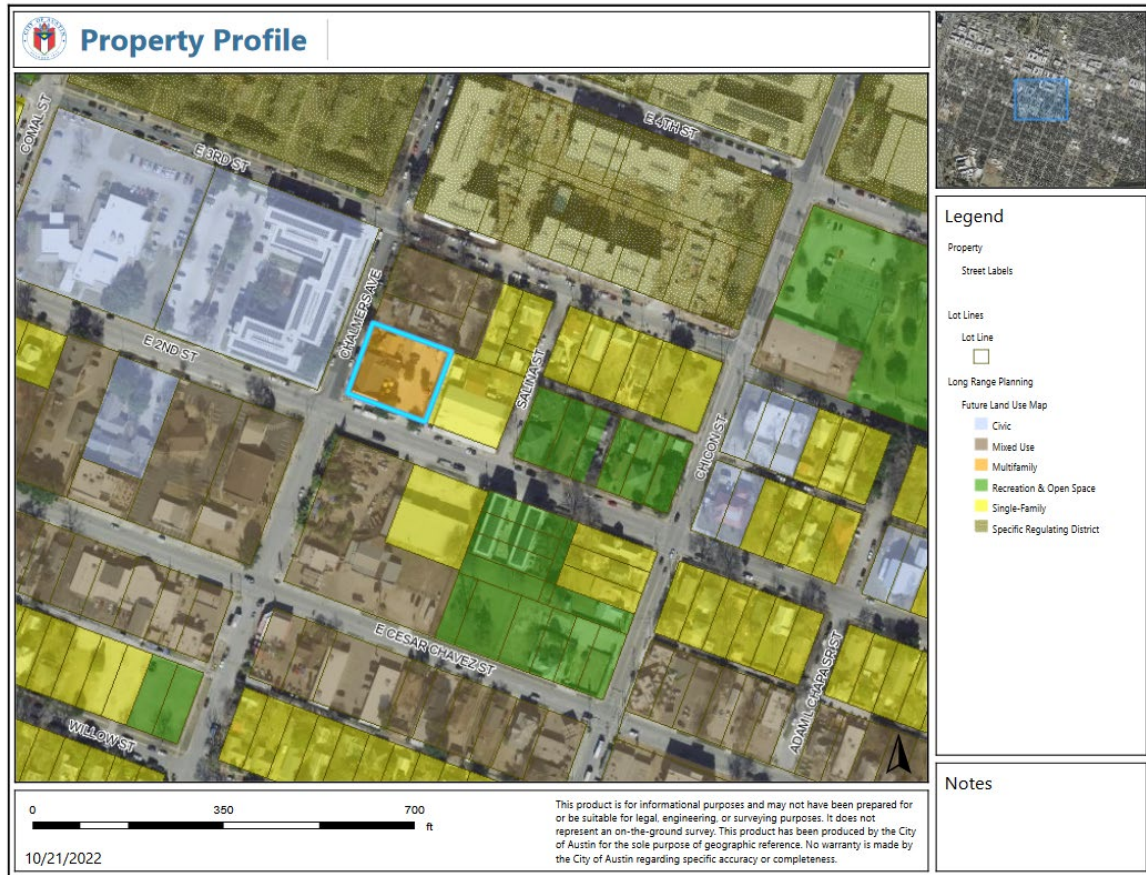 Property Profile
COMAL ST
E 3RD ST
E 4TH ST
CHALMERS AVE
E 2ND ST
SALINA ST
CHICON ST
E CESAR CHAVEZ ST
ADAM L CHAPA SR ST
WILLOW ST
Legend
Property
Street Labels
Lot Lines
Lot Line
Long Range Planning
Future Land Use Map
Civic
Mixed Use
Multifamily
Recreation & Open Space
Single-Family
Specific Regulating District
Notes
0 350 700
ft
10/21/2022
This product is for informational purposes and may not have been prepared for
or be suitable for legal, engineering, or surveying purposes. It does not
represent an on-the-ground survey. This product has been produced by the City
of Austin for the sole purpose of geographic reference. No warranty is made by
the City of Austin regarding specific accuracy or completeness.